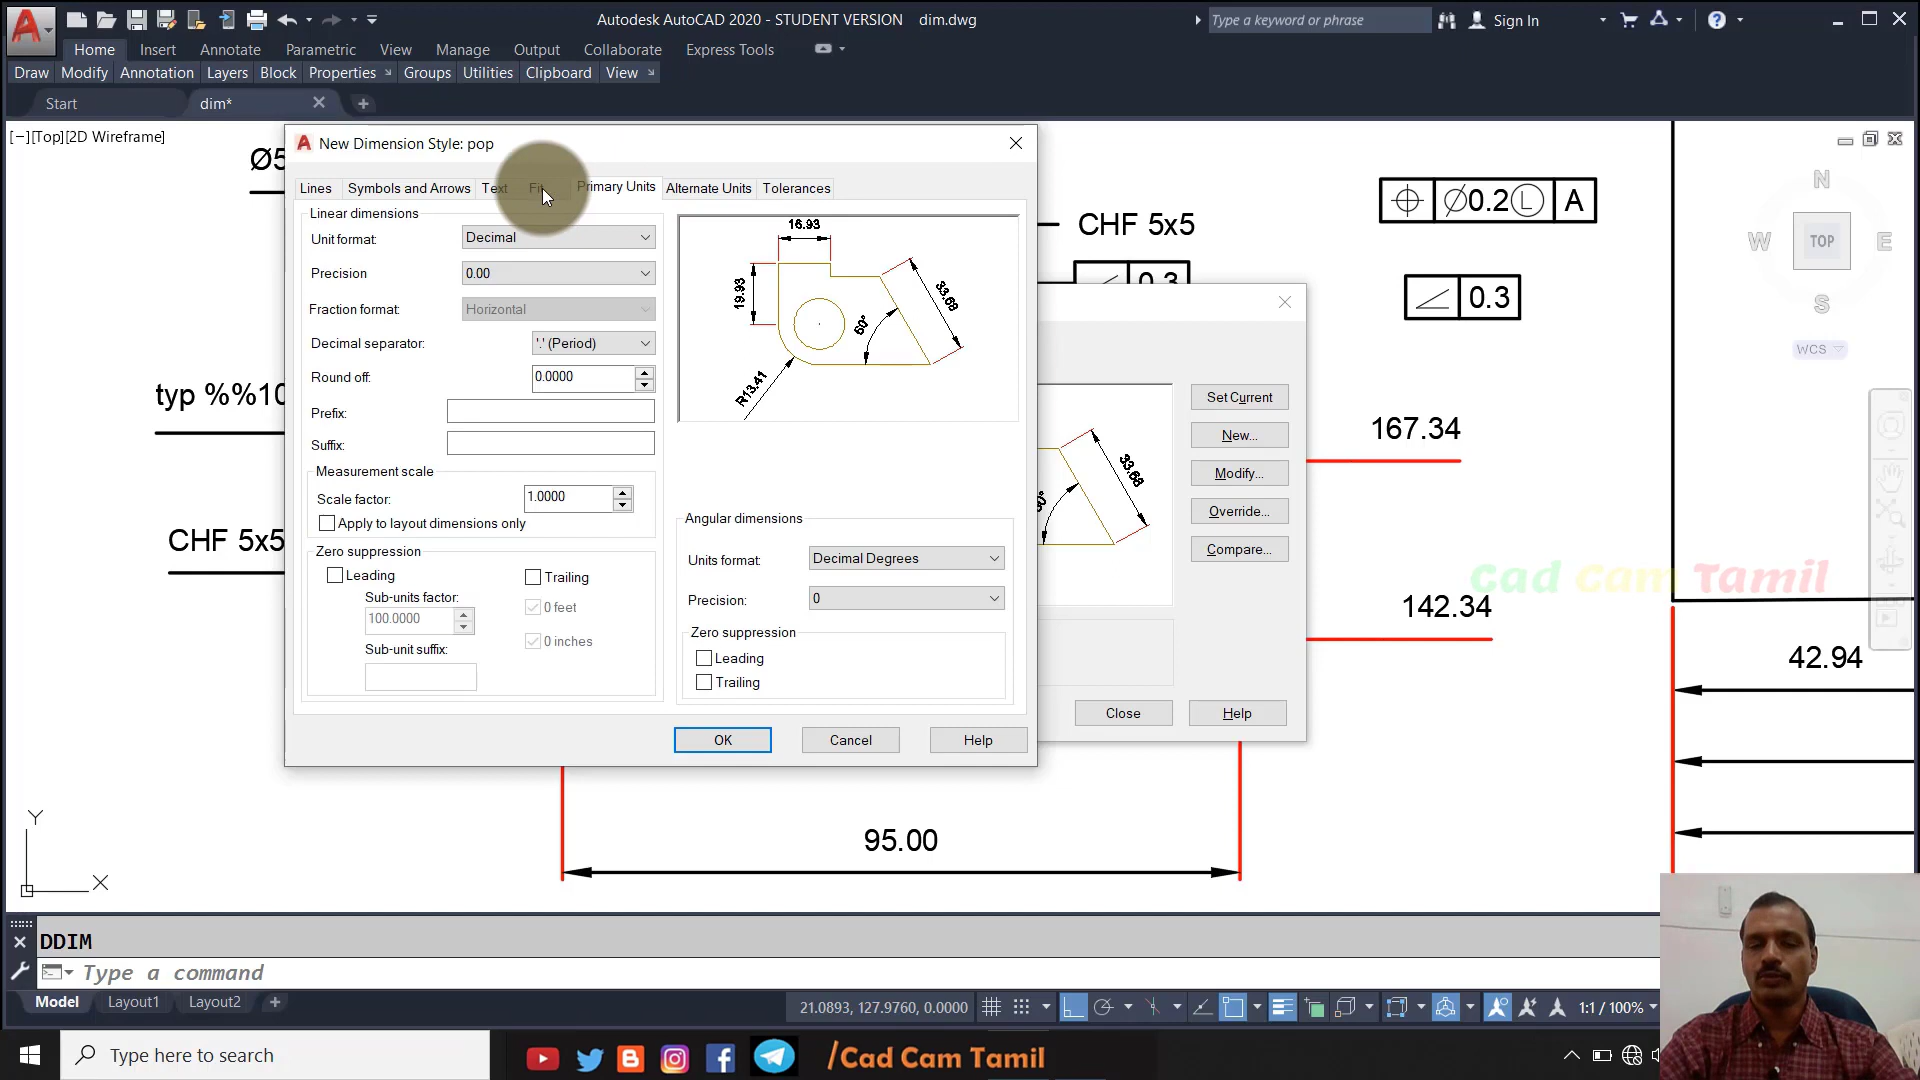 Autodesk AutoCAD 2020 - STUDENT VERSION dim.dwg
Type a keyword or phrase
Sign In
Home Insert Annotate Parametric View Manage Output Collaborate Express Tools
Draw Modify Annotation Layers Block Properties Groups Utilities Clipboard View
Start
dim*
[−][Top][2D Wireframe]
Ø5
New Dimension Style: pop
Lines Symbols and Arrows Text Primary Units Alternate Units Tolerances
Linear dimensions
Unit format: Decimal
Precision 0.00
Fraction format: Horizontal
Decimal separator: '.' (Period)
Round off: 0.0000
Prefix:
Suffix:
Measurement scale
Scale factor: 1.0000
Apply to layout dimensions only
Zero suppression
Leading
Trailing
Sub-units factor:
100.0000
0 feet
Sub-unit suffix:
0 inches
16.93
19.93
33.68
60°
R13.41
Angular dimensions
Units format: Decimal Degrees
Precision: 0
Zero suppression
Leading
Trailing
OK Cancel Help
33.68
Set Current
New...
Modify...
Override...
Compare...
Close Help
CHF 5x5
0.3
Ø0.2 L A
0.3
N
W TOP E
S
WCS
typ %%10
CHF 5x5
167.34
142.34
42.94
95.00
Cad Cam Tamil
Y
X
DDIM
Type a command
Model Layout1 Layout2
21.0893, 127.9760, 0.0000
1:1 / 100%
Type here to search
/Cad Cam Tamil